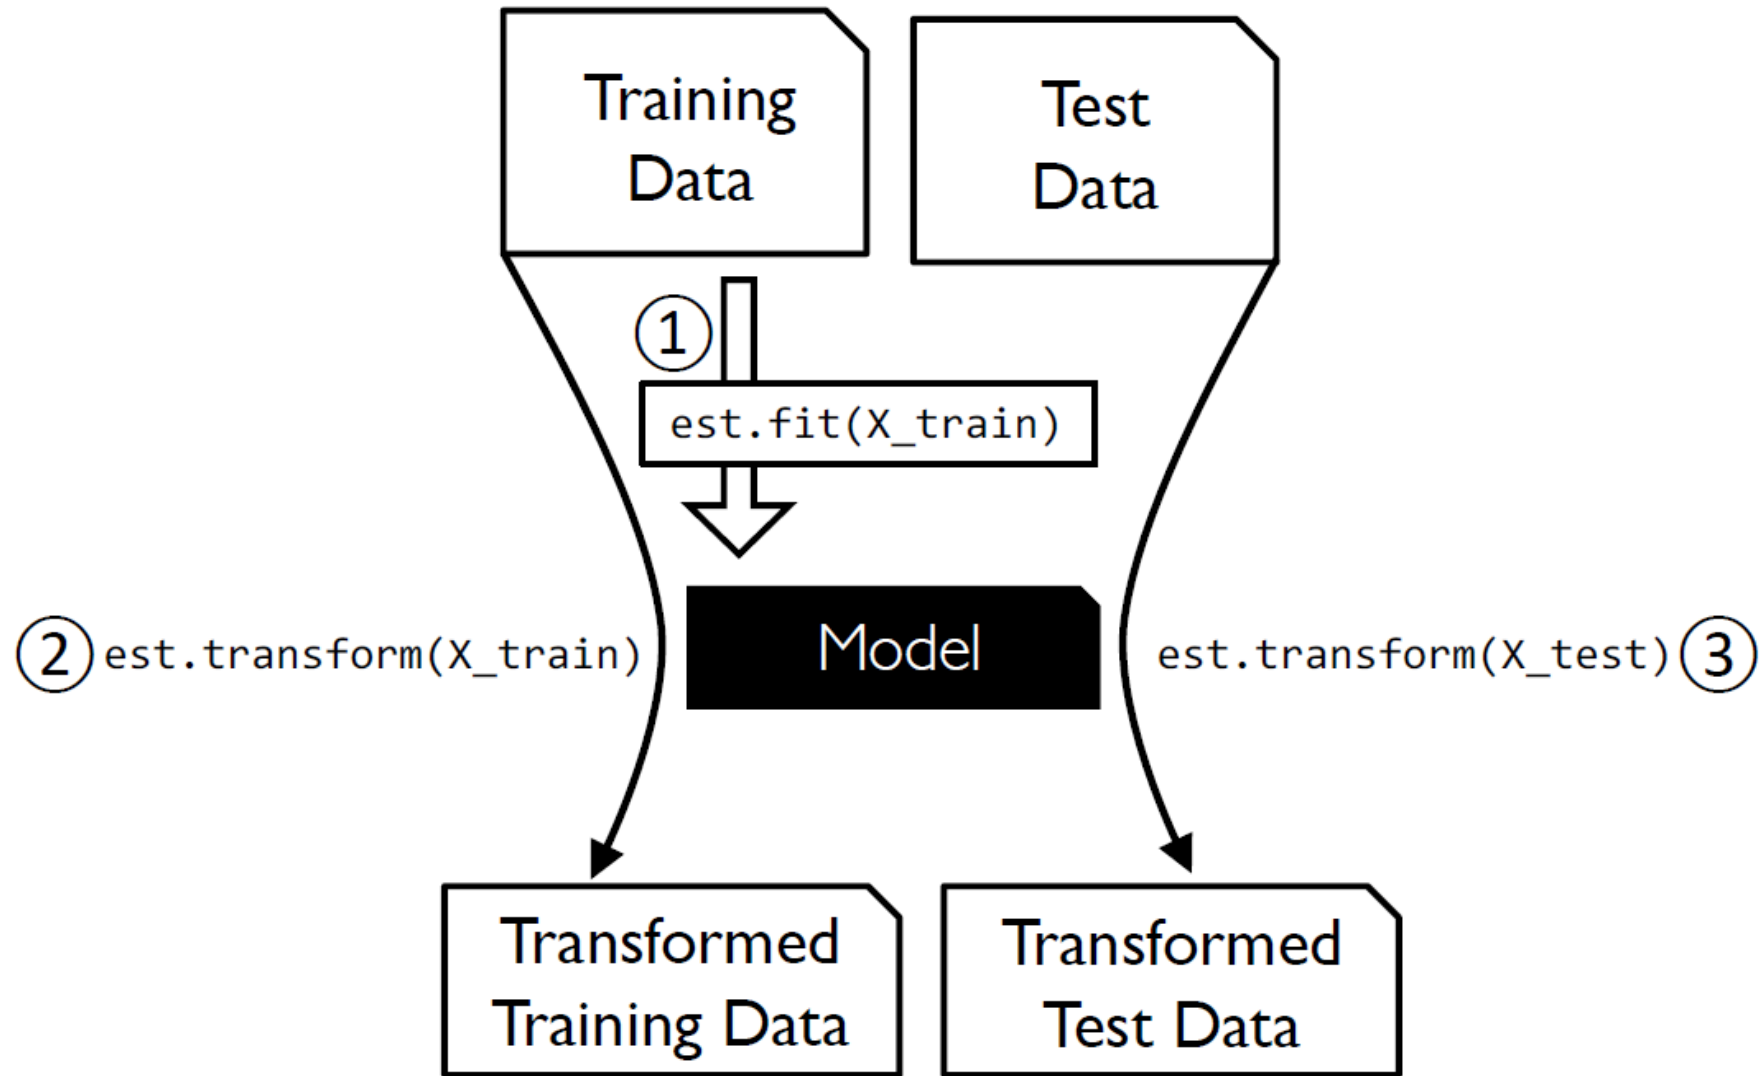 Training
Data
Test
Data
①
est.fit(X_train)
② est.transform(X_train)
Model
est.transform(X_test) ③
Transformed
Training Data
Transformed
Test Data